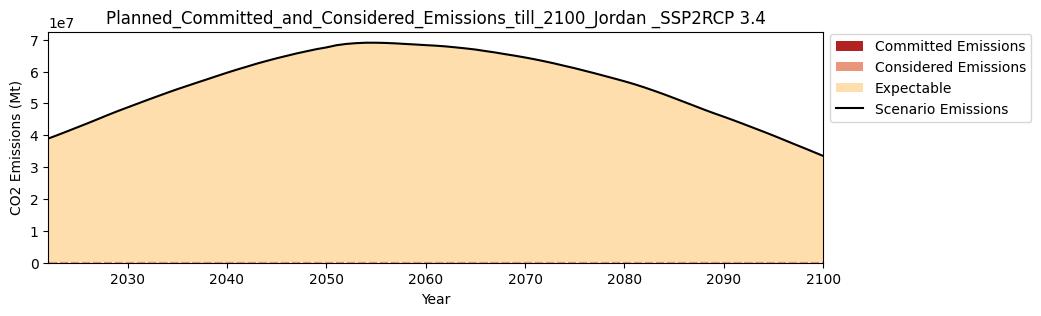 Planned_Committed_and_Considered_Emissions_till_2100_Jordan _SSP2RCP 3.4
1e7
7
6
5
4
3
2
1
0
CO2 Emissions (Mt)
2030 2040 2050 2060 2070 2080 2090 2100
Year
Committed Emissions
Considered Emissions
Expectable
Scenario Emissions